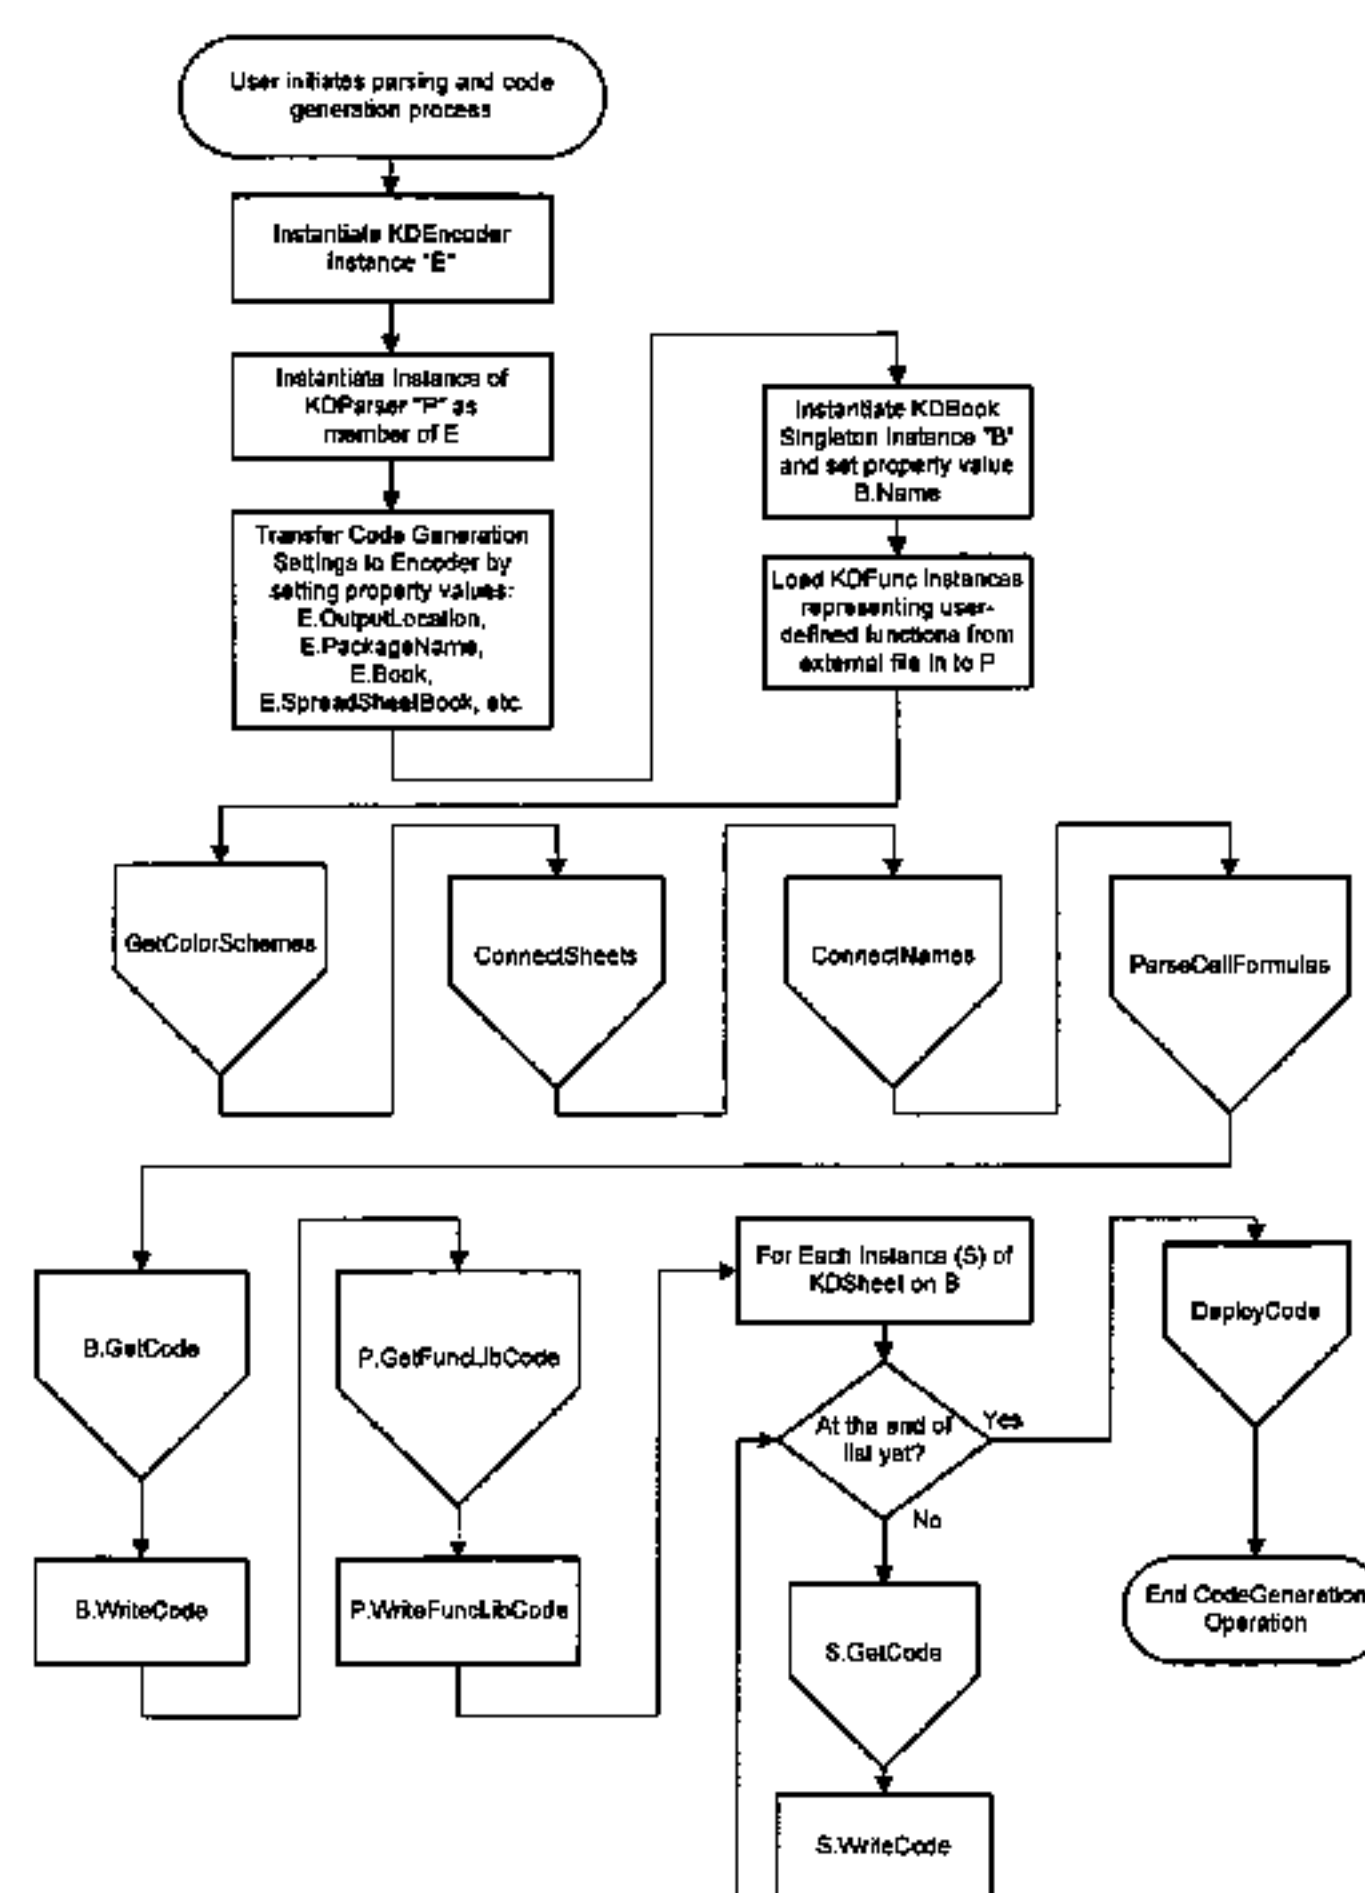 User initiates parsing and code
generation process
Instantiate KDEncoder
Instance "E"
Instantiate Instance of
KDParser "P" as
member of E
Transfer Code Generation
Settings to Encoder by
setting property values:
E.OutputLocation,
E.PackageName,
E.Book,
E.SpreadSheetBook, etc.
Instantiate KDBook
Singleton Instance "B"
and set property value
B.Name
Load KDFunc Instances
representing user-
defined functions from
external file in to P
GetColorSchemes
ConnectSheets
ConnectNames
ParseCellFormulas
B.GetCode
P.GetFuncLibCode
For Each Instance (S) of
KDSheet on B
DeployCode
At the end of
list yet?
Yes
No
B.WriteCode
P.WriteFuncLibCode
S.GetCode
End CodeGeneration
Operation
S.WriteCode